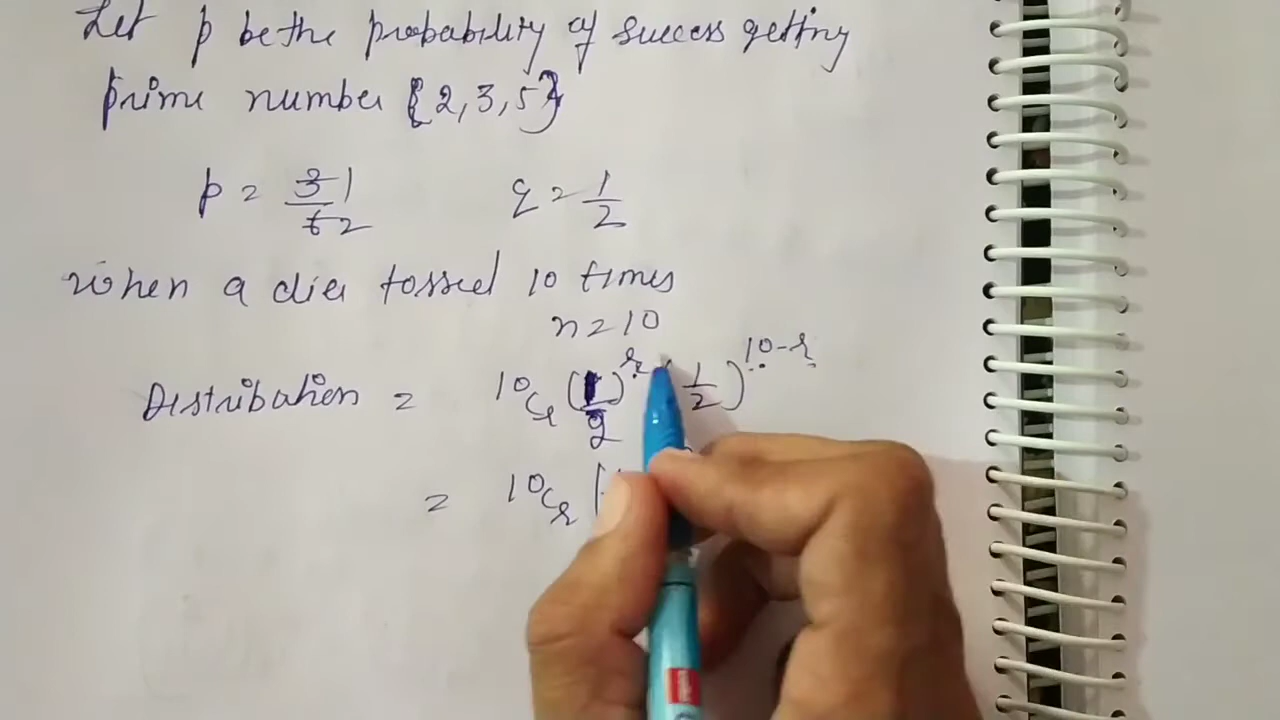 Let p be the probability of success getting
prime number {2,3,5}
p = 3/6 1/2 q = 1/2
When a die tossed 10 times
n = 10
Distribution = 10Cr (1/2)^r (1/2)^10-r
= 10Cr